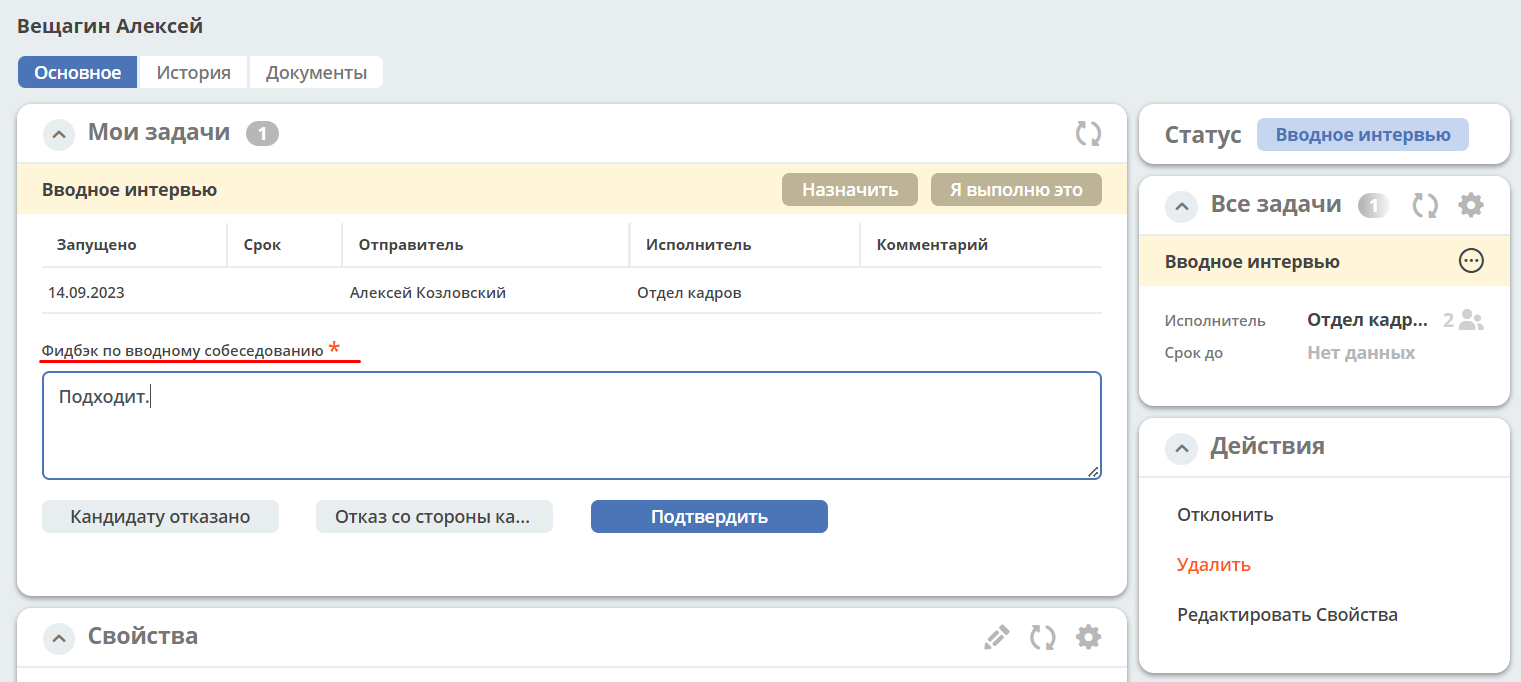 Вещагин Алексей
Основное История Документы
Мои задачи 1
Вводное интервью Назначить Я выполню это
Запущено Срок Отправитель Исполнитель Комментарий
14.09.2023 Алексей Козловский Отдел кадров
Фидбэк по вводному собеседованию *
Подходит.
Кандидату отказано Отказ со стороны ка... Подтвердить
Свойства
Статус Вводное интервью
Все задачи 1
Вводное интервью
Исполнитель Отдел кадр... 2
Срок до Нет данных
Действия
Отклонить
Удалить
Редактировать Свойства